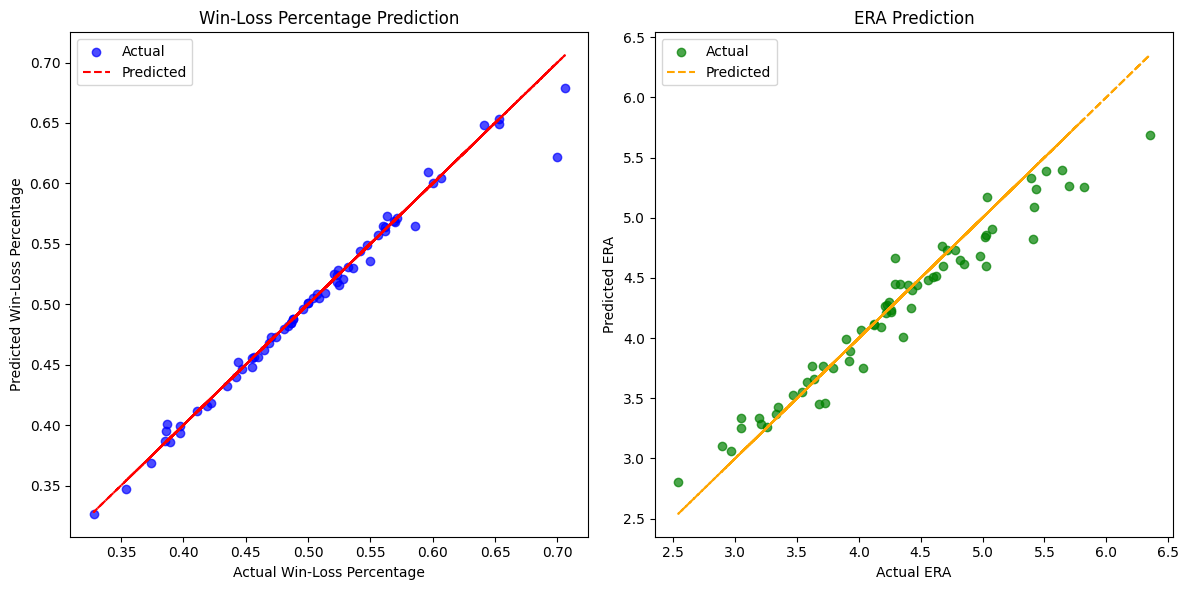 Win-Loss Percentage Prediction
Actual
Predicted
0.70
0.65
0.60
0.55
0.50
0.45
0.40
0.35
Predicted Win-Loss Percentage
0.35 0.40 0.45 0.50 0.55 0.60 0.65 0.70
Actual Win-Loss Percentage
ERA Prediction
Actual
Predicted
6.5
6.0
5.5
5.0
4.5
4.0
3.5
3.0
2.5
Predicted ERA
2.5 3.0 3.5 4.0 4.5 5.0 5.5 6.0 6.5
Actual ERA